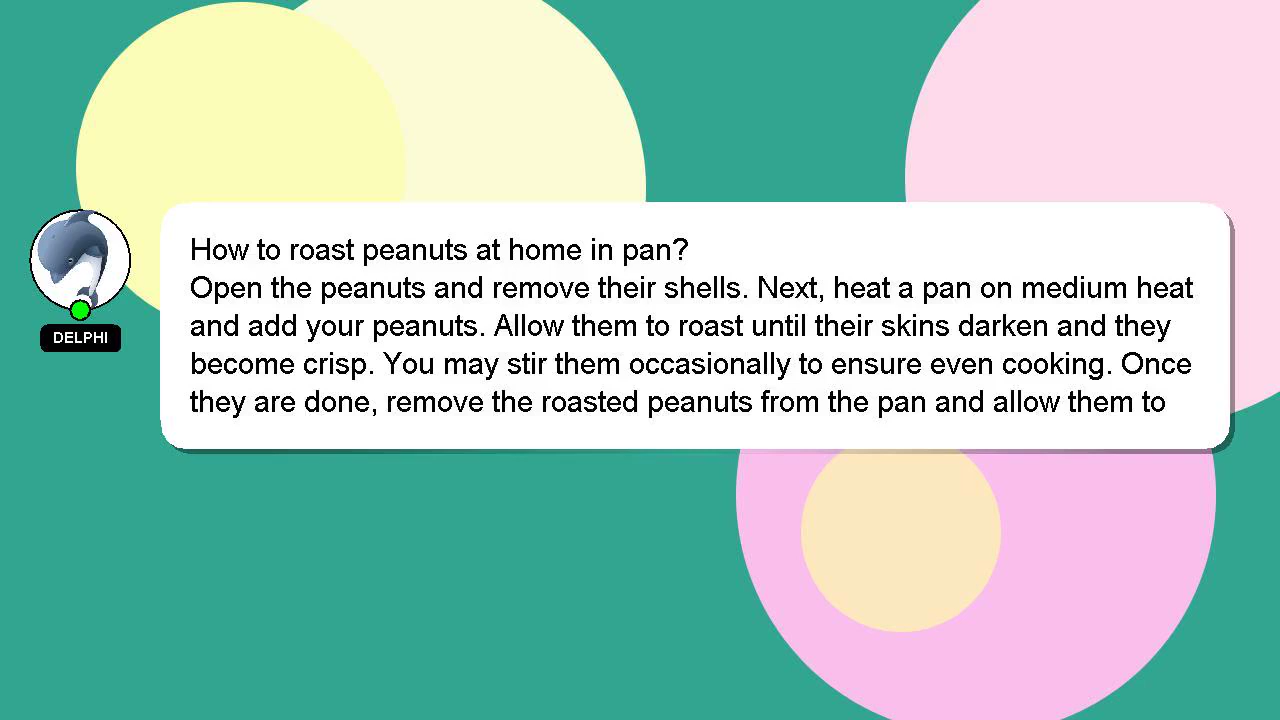 How to roast peanuts at home in pan?
Open the peanuts and remove their shells. Next, heat a pan on medium heat
and add your peanuts. Allow them to roast until their skins darken and they
become crisp. You may stir them occasionally to ensure even cooking. Once
they are done, remove the roasted peanuts from the pan and allow them to
DELPHI